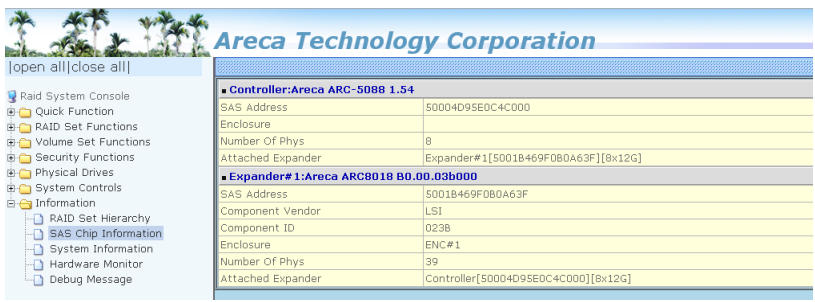 Areca Technology Corporation
|open all|close all|
Raid System Console
Quick Function
RAID Set Functions
Volume Set Functions
Security Functions
Physical Drives
System Controls
Information
RAID Set Hierarchy
SAS Chip Information
System Information
Hardware Monitor
Debug Message
Controller:Areca ARC-5088 1.54
SAS Address 50004D95E0C4C000
Enclosure
Number Of Phys 8
Attached Expander Expander#1[5001B469F0B0A63F][8x12G]
Expander#1:Areca ARC8018 B0.00.03b000
SAS Address 5001B469F0B0A63F
Component Vendor LSI
Component ID 023B
Enclosure ENC#1
Number Of Phys 39
Attached Expander Controller[50004D95E0C4C000][8x12G]